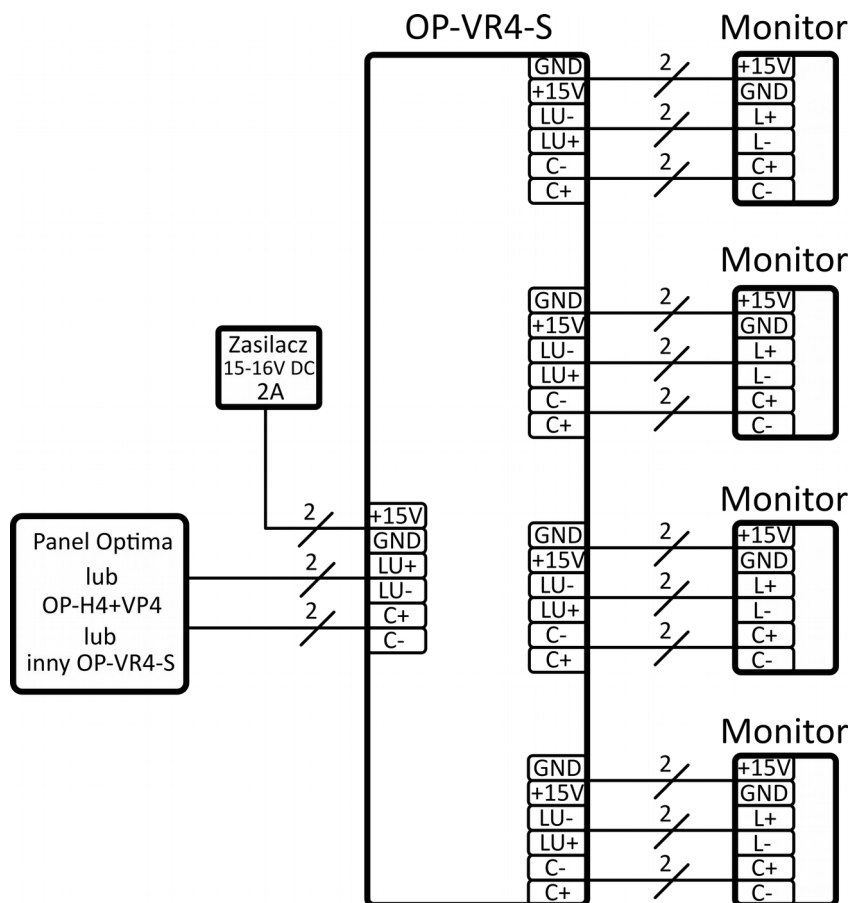 OP-VR4-S
Monitor
GND
+15V
LU-
LU+
C-
C+
2
2
2
+15V
GND
L+
L-
C+
C-
Monitor
GND
+15V
LU-
LU+
C-
C+
2
2
2
+15V
GND
L+
L-
C+
C-
Zasilacz
15-16V DC
2A
Panel Optima
lub
OP-H4+VP4
lub
inny OP-VR4-S
2
2
2
+15V
GND
LU+
LU-
C+
C-
Monitor
GND
+15V
LU-
LU+
C-
C+
2
2
2
+15V
GND
L+
L-
C+
C-
Monitor
GND
+15V
LU-
LU+
C-
C+
2
2
2
+15V
GND
L+
L-
C+
C-